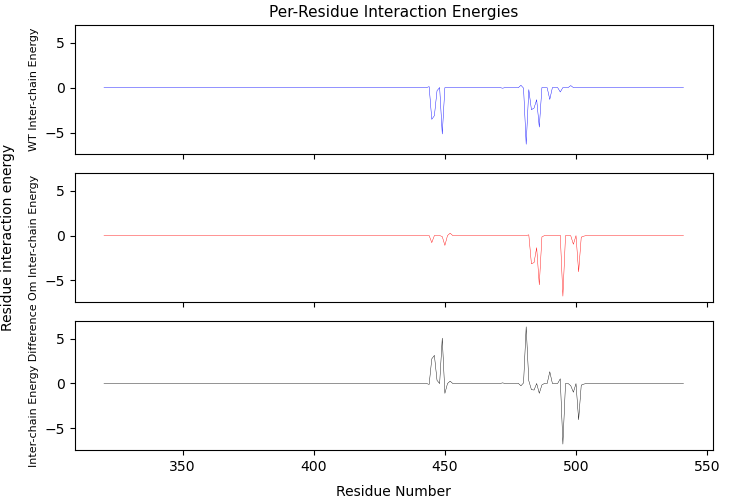 Per-Residue Interaction Energies
Residue interaction energy
WT Inter-chain Energy
5
0
−5
Om Inter-chain Energy
5
0
−5
Inter-chain Energy Difference
5
0
−5
350
400
450
500
550
Residue Number